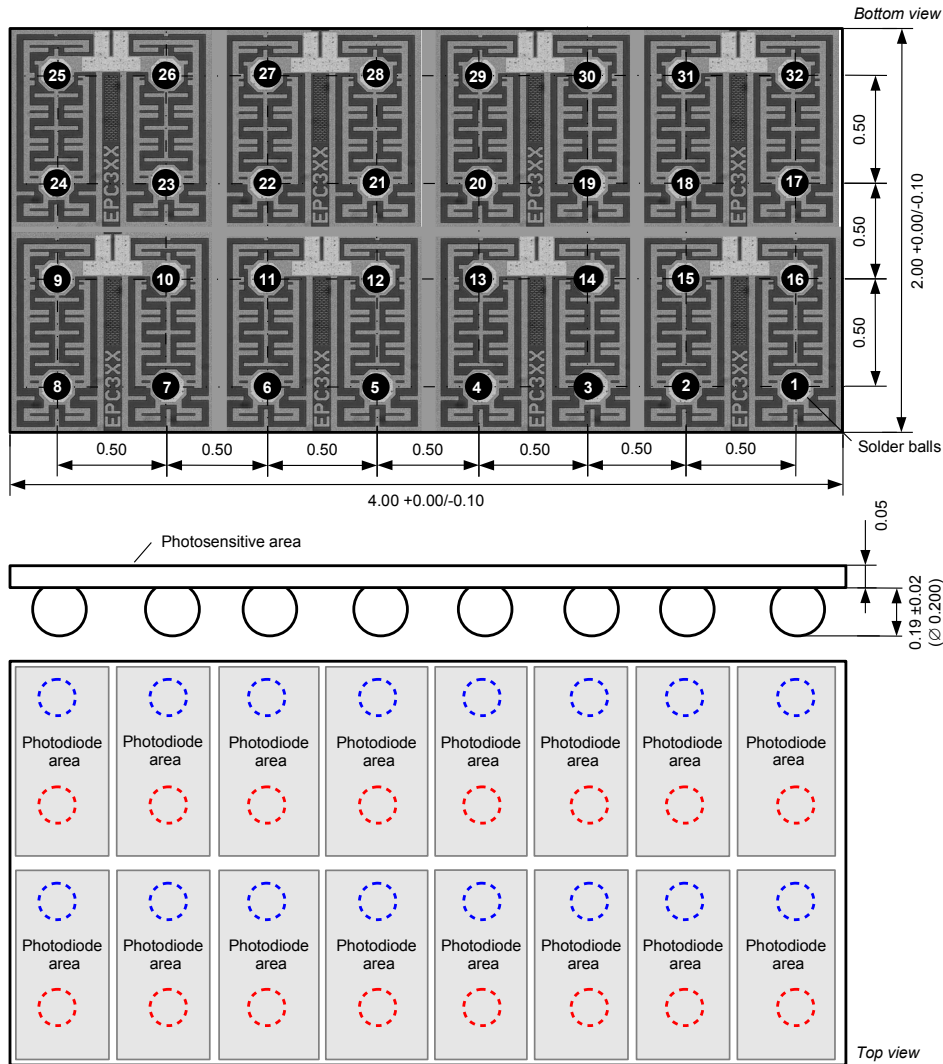 Bottom view
25 26 27 28 29 30 31 32
0.50
24 23 22 21 20 19 18 17
EPC3XX EPC3XX EPC3XX EPC3XX
0.50
2.00 +0.00/-0.10
9 10 11 12 13 14 15 16
0.50
8 7 6 5 4 3 2 1
EPC3XX EPC3XX EPC3XX EPC3XX
Solder balls
0.50 0.50 0.50 0.50 0.50 0.50 0.50
4.00 +0.00/-0.10
Photosensitive area
0.05
0.19 ±0.02
(Ø 0.200)
Photodiode Photodiode Photodiode Photodiode Photodiode Photodiode Photodiode Photodiode
area area area area area area area area
Photodiode Photodiode Photodiode Photodiode Photodiode Photodiode Photodiode Photodiode
area area area area area area area area
Top view